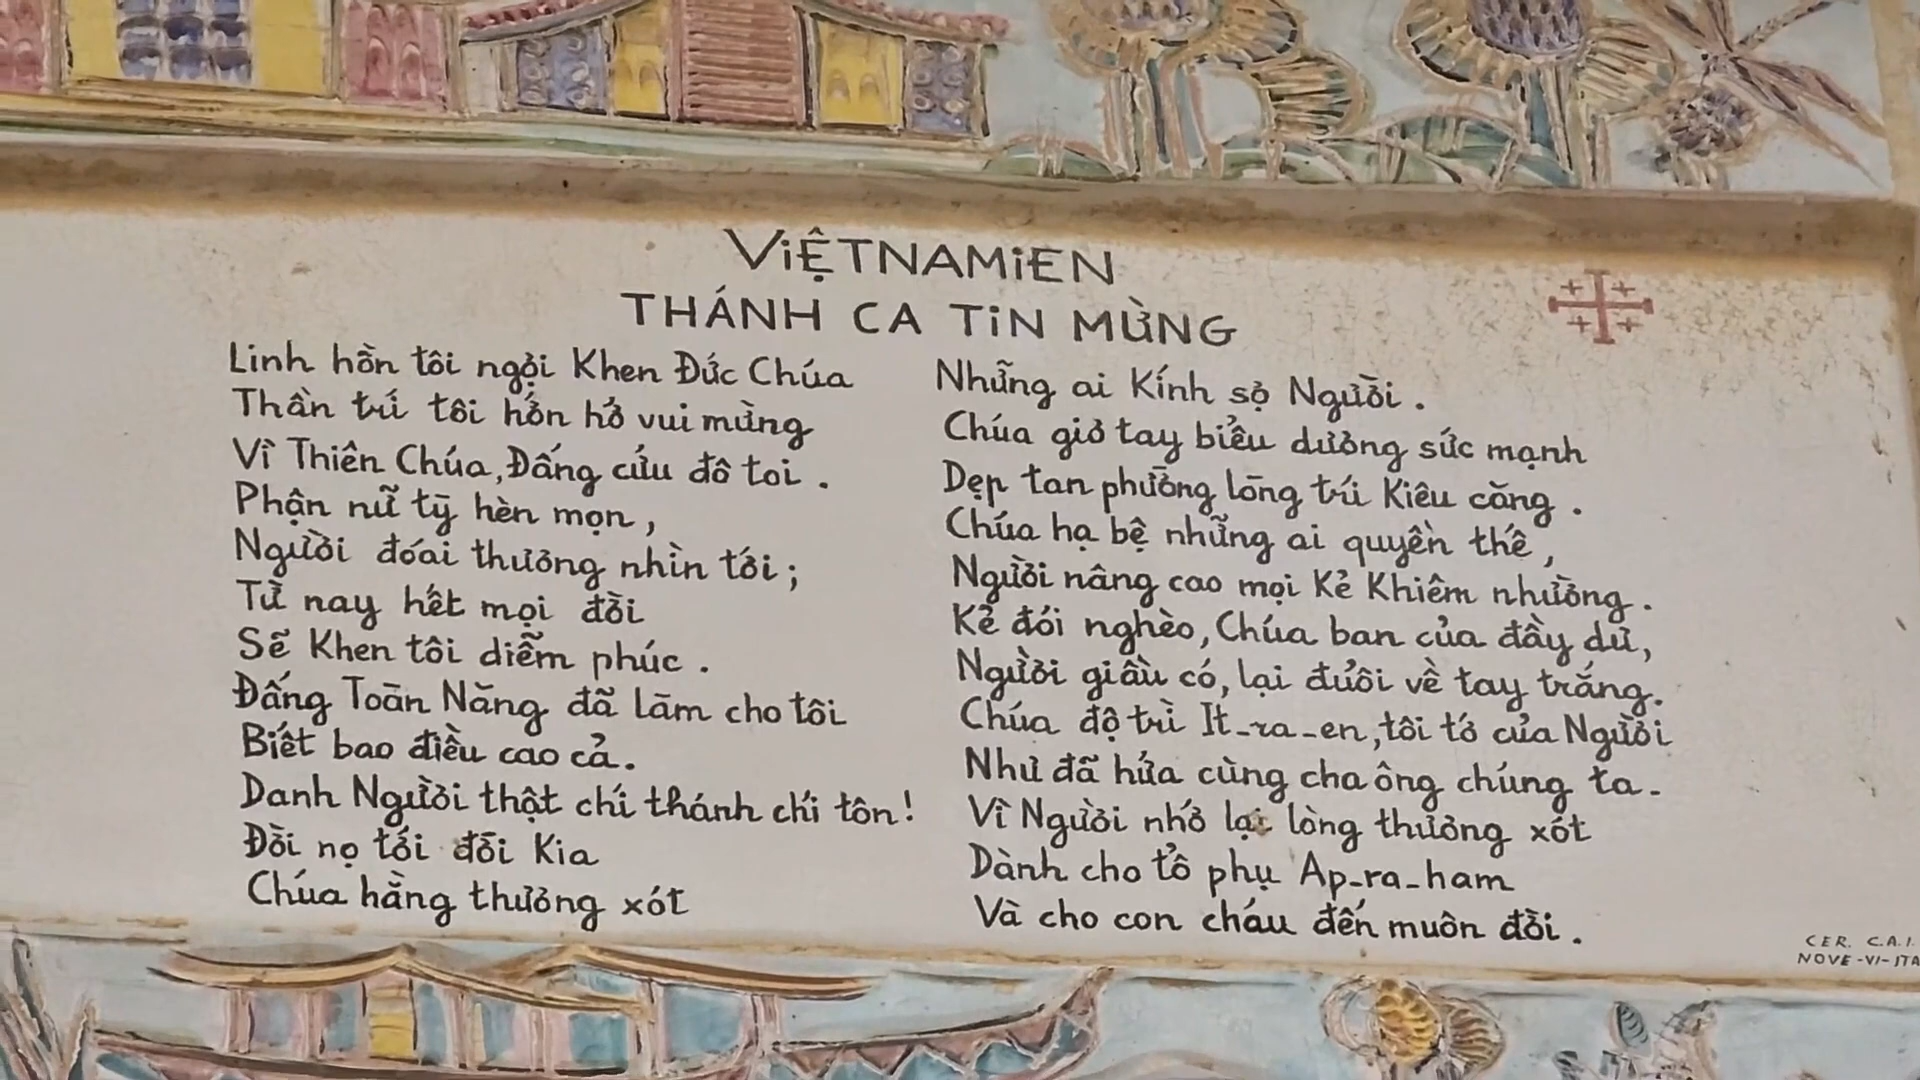 ViỆTNAMiEN
THÁNH CA TiN MỪNG
Linh hồn tôi ngợi Khen Đức Chúa
Thần trí tôi hớn hở vui mừng
Vì Thiên Chúa, Đấng cứu đô toi.
Phận nữ tỳ hèn mọn,
Người đóai thương nhìn tới;
Từ nay hết mọi đời
Sẽ Khen tôi diễm phúc.
Đấng Toàn Năng đã làm cho tôi
Biết bao điều cao cả.
Danh Người thật chí thánh chí tôn!
Đời nọ tới đời Kia
Chúa hằng thương xót
Những ai Kính sợ Người.
Chúa giơ tay biểu dương sức mạnh
Dẹp tan phường lòng trí Kiêu căng.
Chúa hạ bệ những ai quyền thế,
Người nâng cao mọi Kẻ Khiêm nhường.
Kẻ đói nghèo, Chúa ban của đầy dư,
Người giầu có, lại đuổi về tay trắng.
Chúa độ trì It-ra-en, tôi tớ của Người
Như đã hứa cùng cha ông chúng ta.
Vì Người nhớ lại lòng thương xót
Dành cho tổ phụ Ap-ra-ham
Và cho con cháu đến muôn đời.
CER. C.A.I.
NOVE-VI-ITA